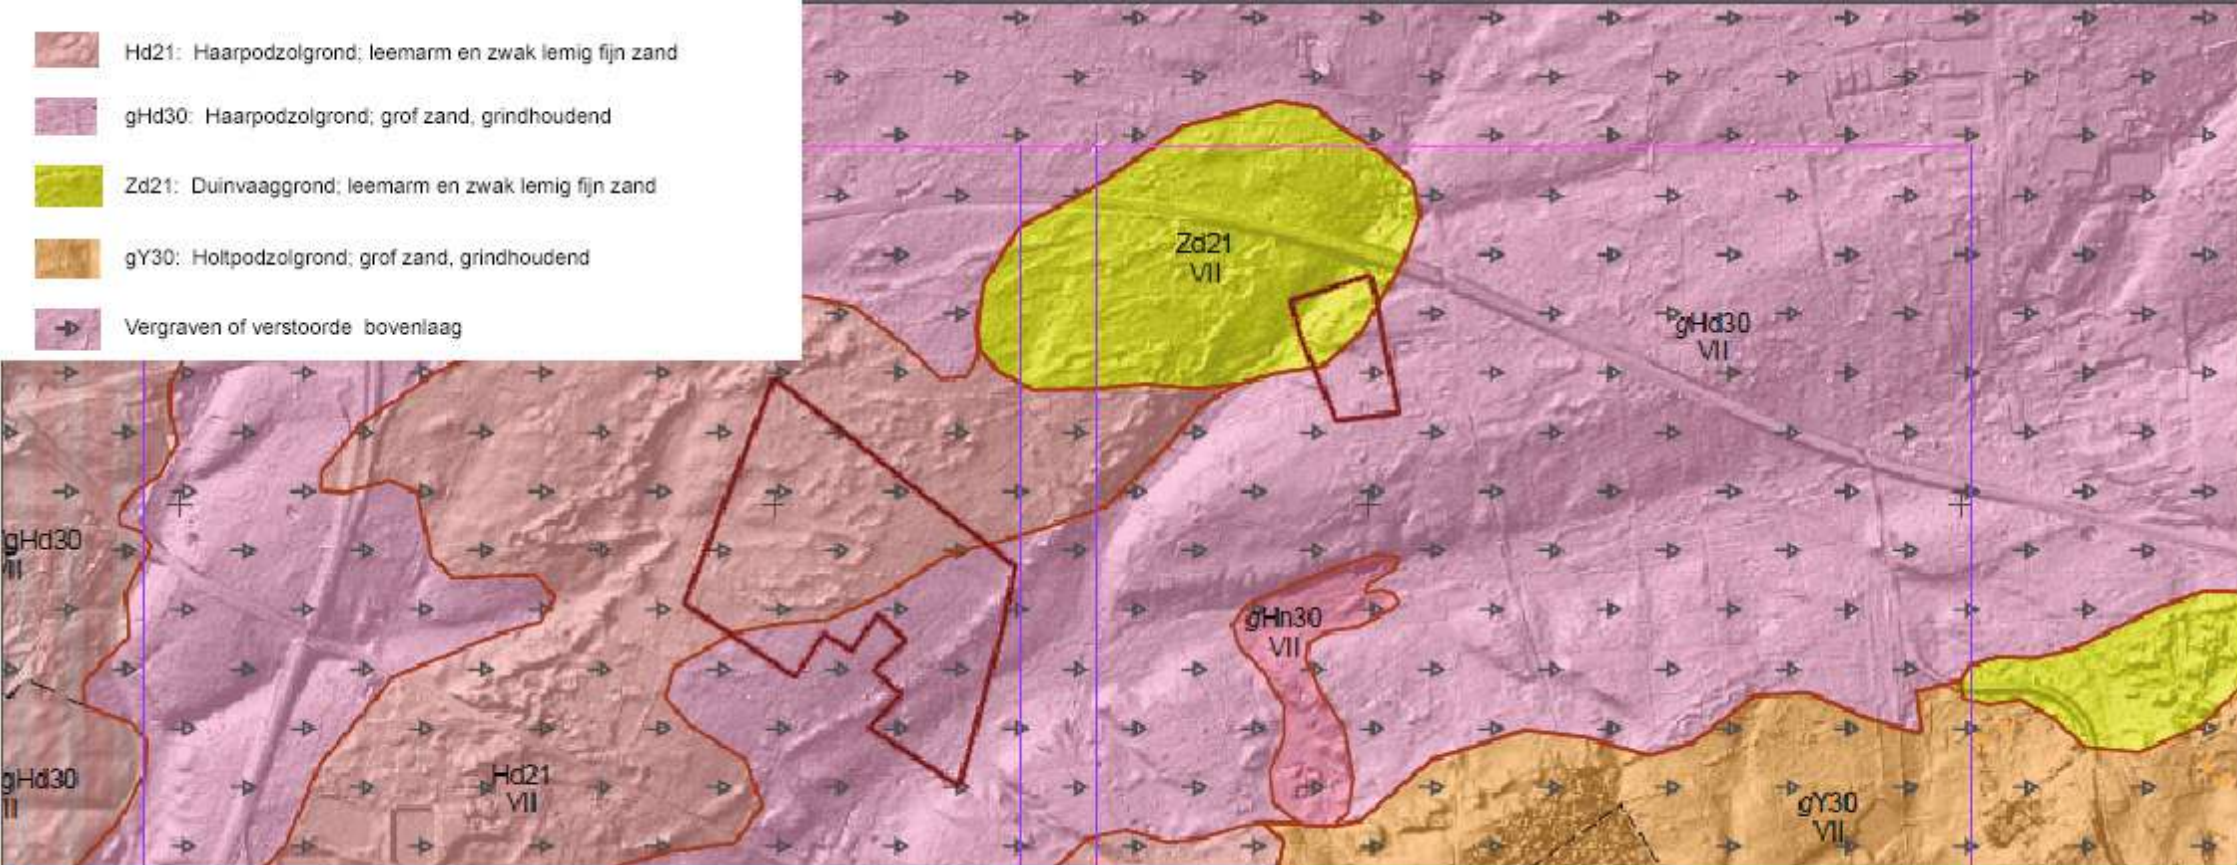 Hd21: Haarpodzolgrond; leemarm en zwak lemig fijn zand
gHd30: Haarpodzolgrond; grof zand, grindhoudend
Zd21: Duinvaaggrond; leemarm en zwak lemig fijn zand
gY30: Holtpodzolgrond; grof zand, grindhoudend
Vergraven of verstoorde bovenlaag
Zd21
VII
gHd30
VII
gHd30
gHn30
VII
gHd30
Hd21
VII
gY30
VII